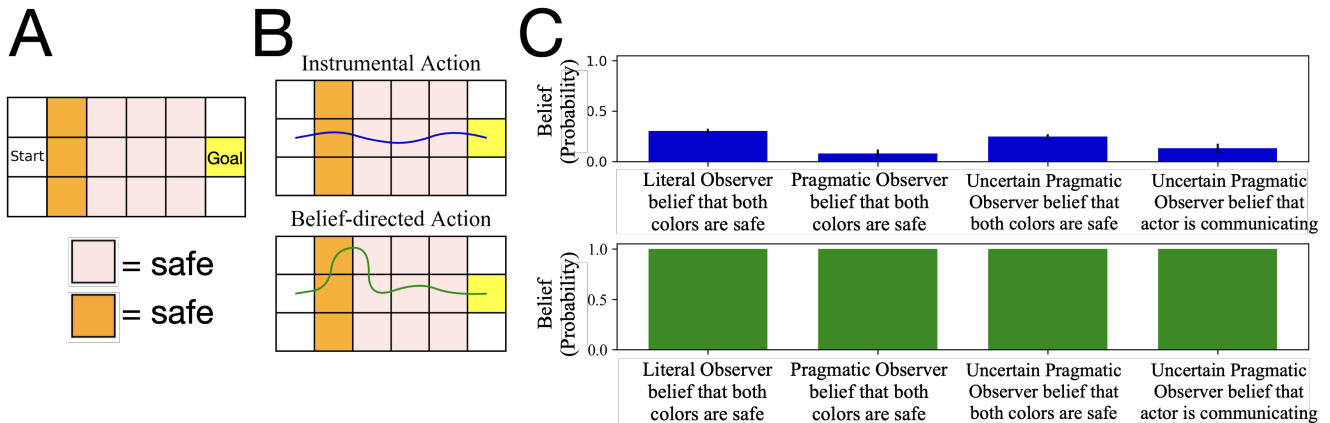 A
B
C
Start
Goal
= safe
= safe
Instrumental Action
Belief-directed Action
Belief
(Probability)
1.0
0.5
0.0
Literal Observer
belief that both
colors are safe
Pragmatic Observer
belief that both
colors are safe
Uncertain Pragmatic
Observer belief that
both colors are safe
Uncertain Pragmatic
Observer belief that
actor is communicating
Belief
(Probability)
1.0
0.5
0.0
Literal Observer
belief that both
colors are safe
Pragmatic Observer
belief that both
colors are safe
Uncertain Pragmatic
Observer belief that
both colors are safe
Uncertain Pragmatic
Observer belief that
actor is communicating